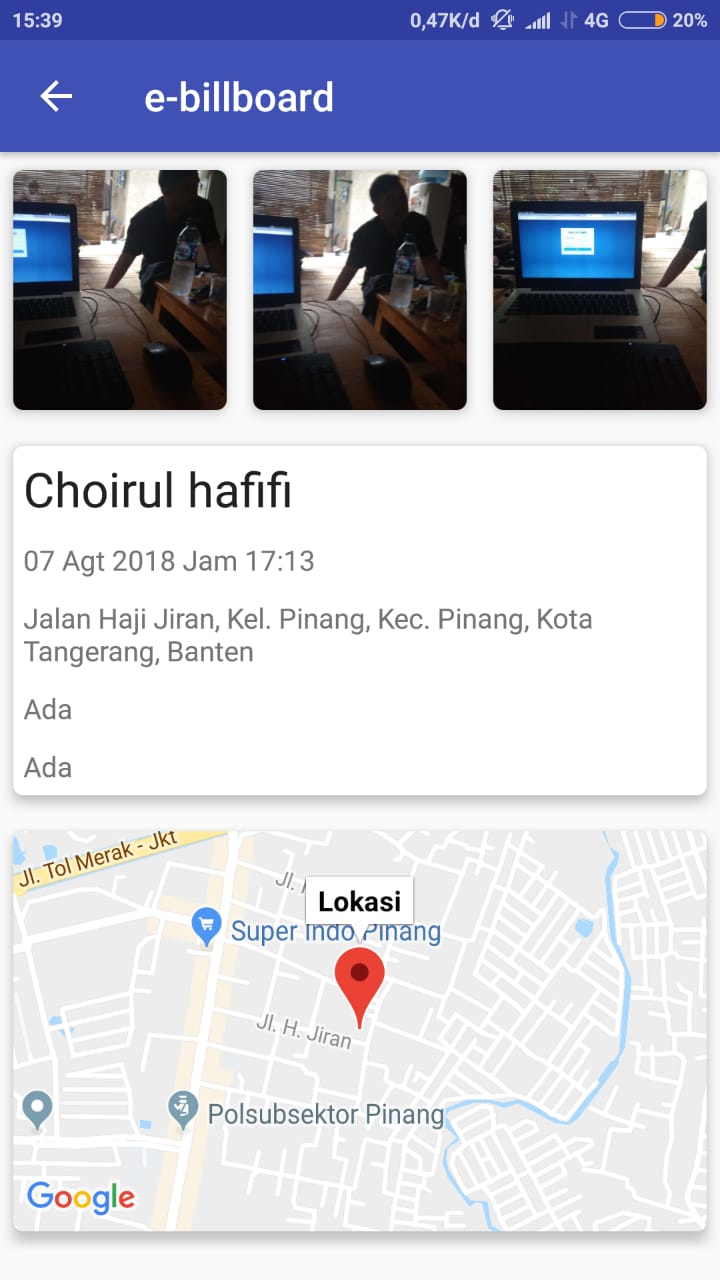 15:39 0,47K/d 4G 20%
e-billboard
Choirul hafifi
07 Agt 2018 Jam 17:13
Jalan Haji Jiran, Kel. Pinang, Kec. Pinang, Kota
Tangerang, Banten
Ada
Ada
Jl. Tol Merak - Jkt
Jl.
Lokasi
Super Indo Pinang
Jl. H. Jiran
Polsubsektor Pinang
Google